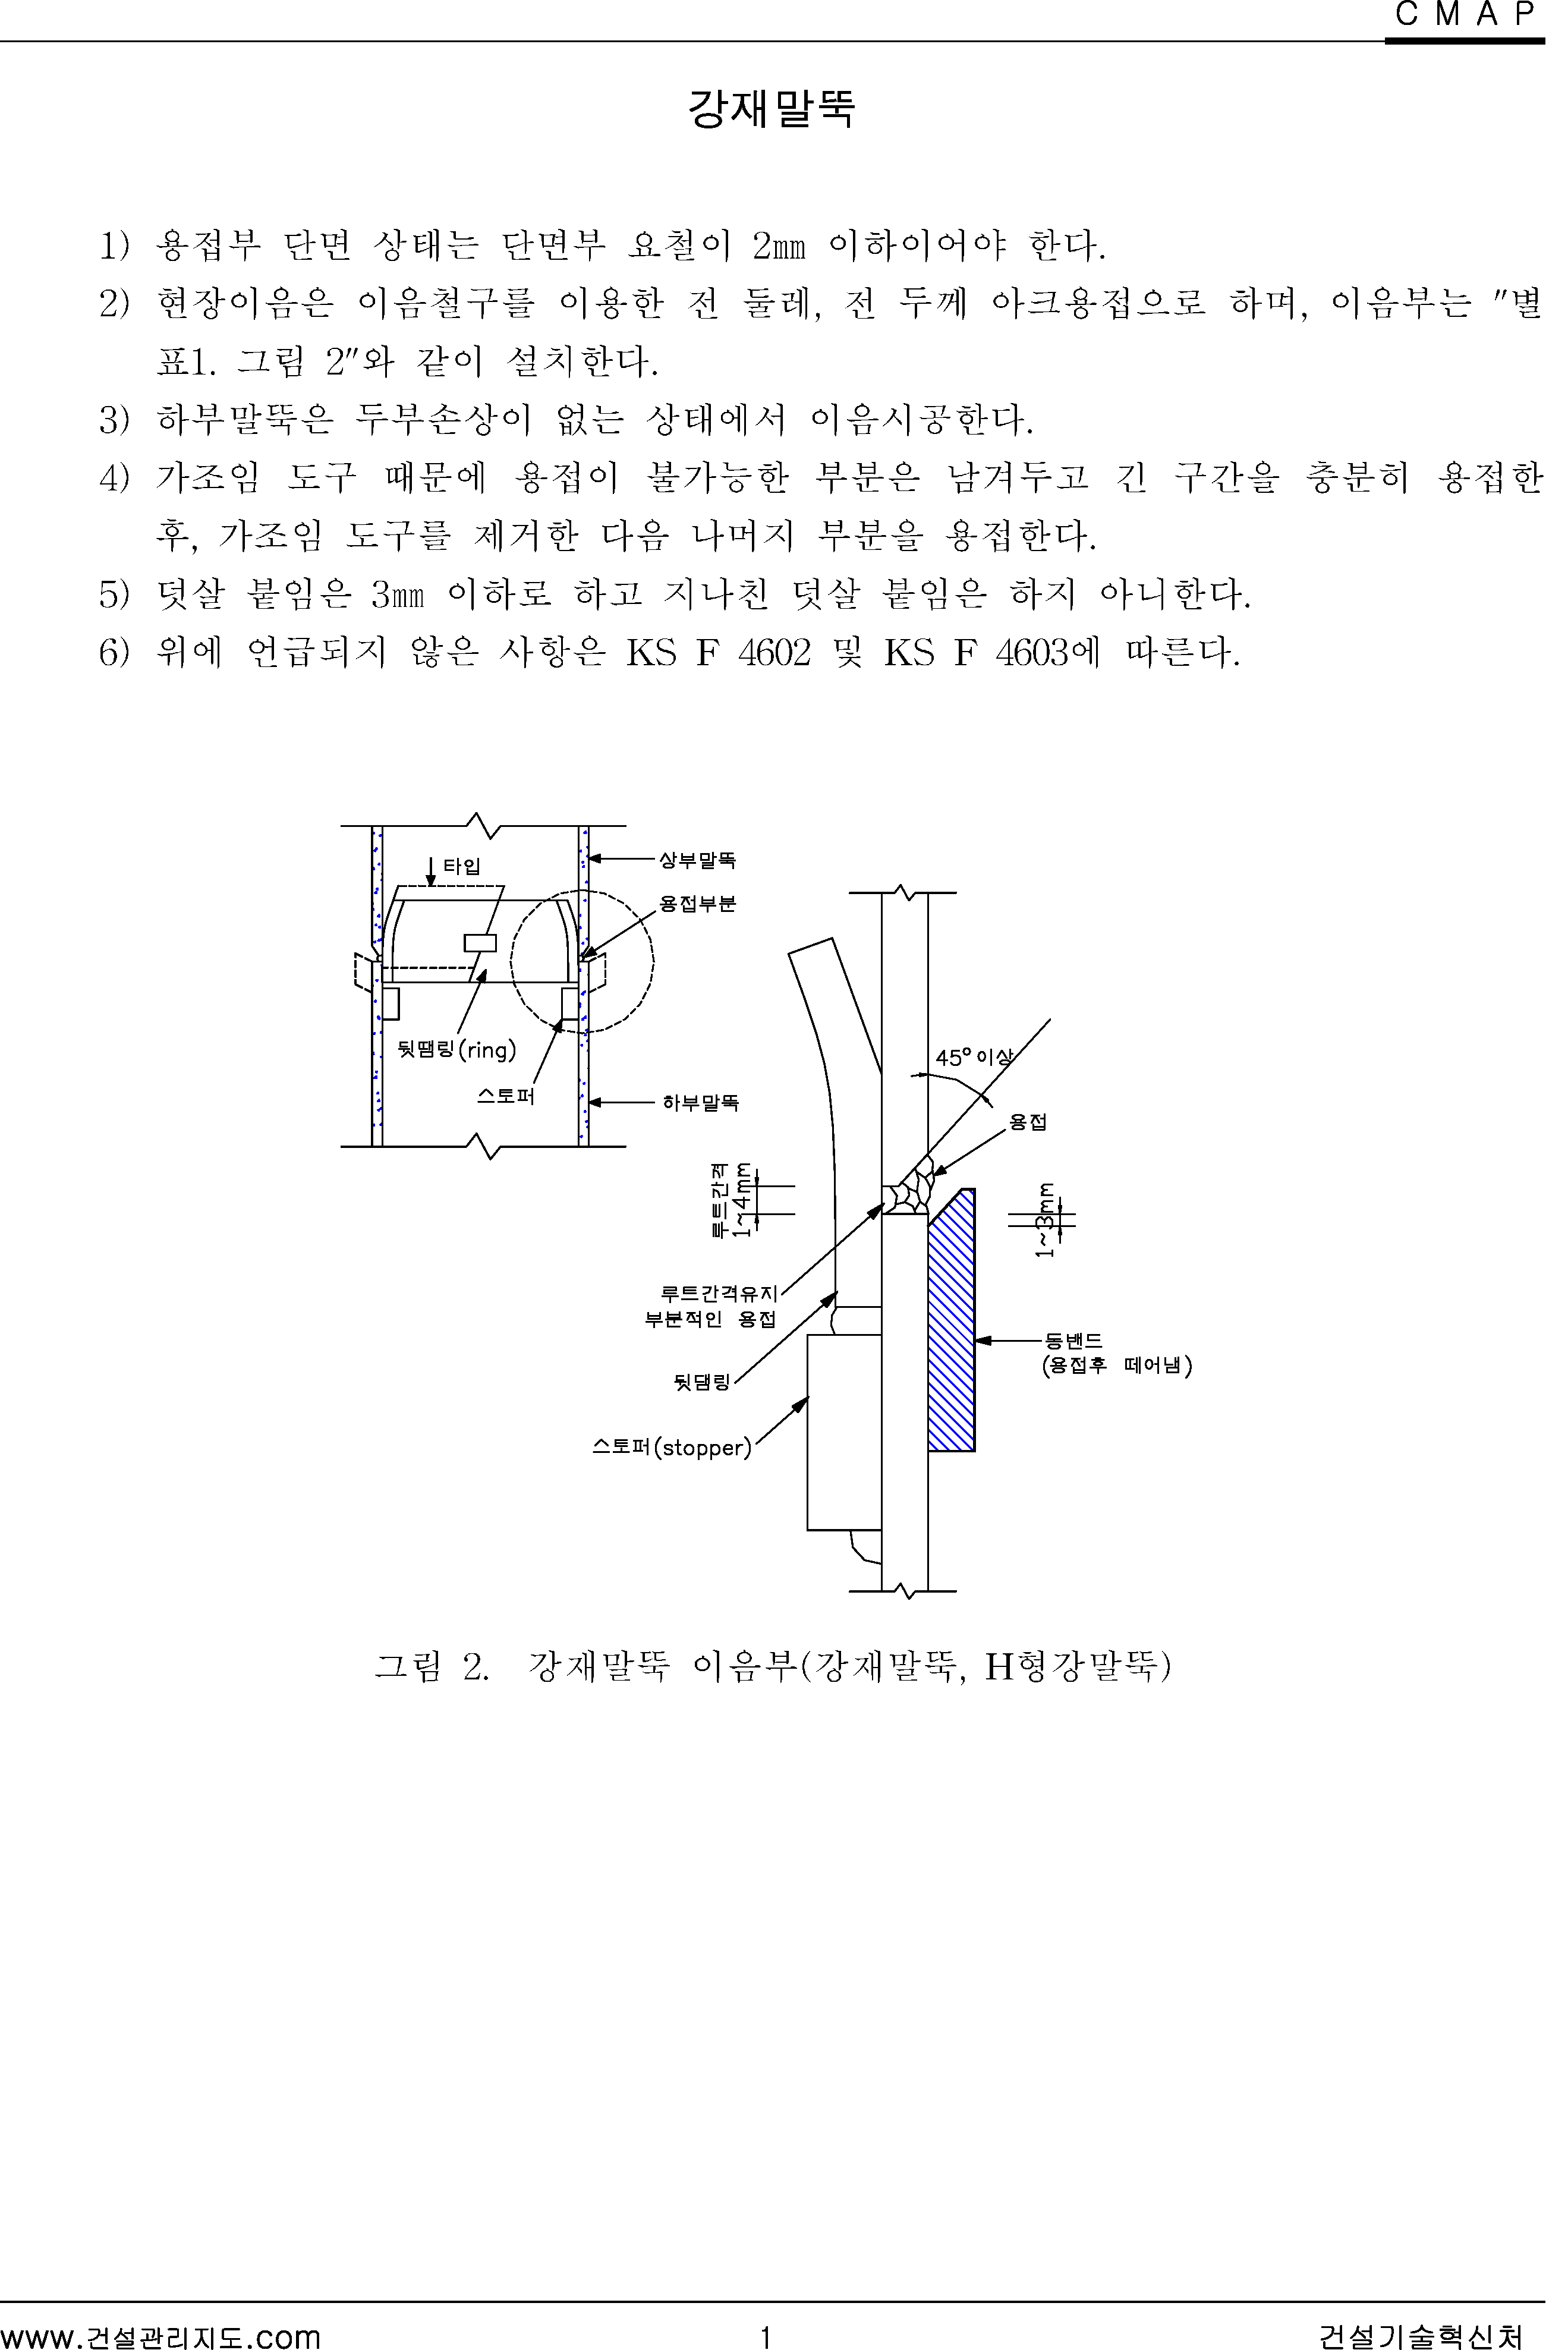 C M A P
강재말뚝
1) 용접부 단면 상태는 단면부 요철이 2㎜ 이하이어야 한다.
2) 현장이음은 이음철구를 이용한 전 둘레, 전 두께 아크용접으로 하며, 이음부는 "별
표1. 그림 2"와 같이 설치한다.
3) 하부말뚝은 두부손상이 없는 상태에서 이음시공한다.
4) 가조임 도구 때문에 용접이 불가능한 부분은 남겨두고 긴 구간을 충분히 용접한
후, 가조임 도구를 제거한 다음 나머지 부분을 용접한다.
5) 덧살 붙임은 3㎜ 이하로 하고 지나친 덧살 붙임은 하지 아니한다.
6) 위에 언급되지 않은 사항은 KS F 4602 및 KS F 4603에 따른다.
타입
상부말뚝
용접부분
뒷땜링(ring)
스토퍼
하부말뚝
45° 이상
용접
루트간격
1~4mm
1~3mm
루트간격유지
부분적인 용접
뒷댐링
동밴드
(용접후 떼어냄)
스토퍼(stopper)
그림 2. 강재말뚝 이음부(강재말뚝, H형강말뚝)
www.건설관리지도.com
1
건설기술혁신처